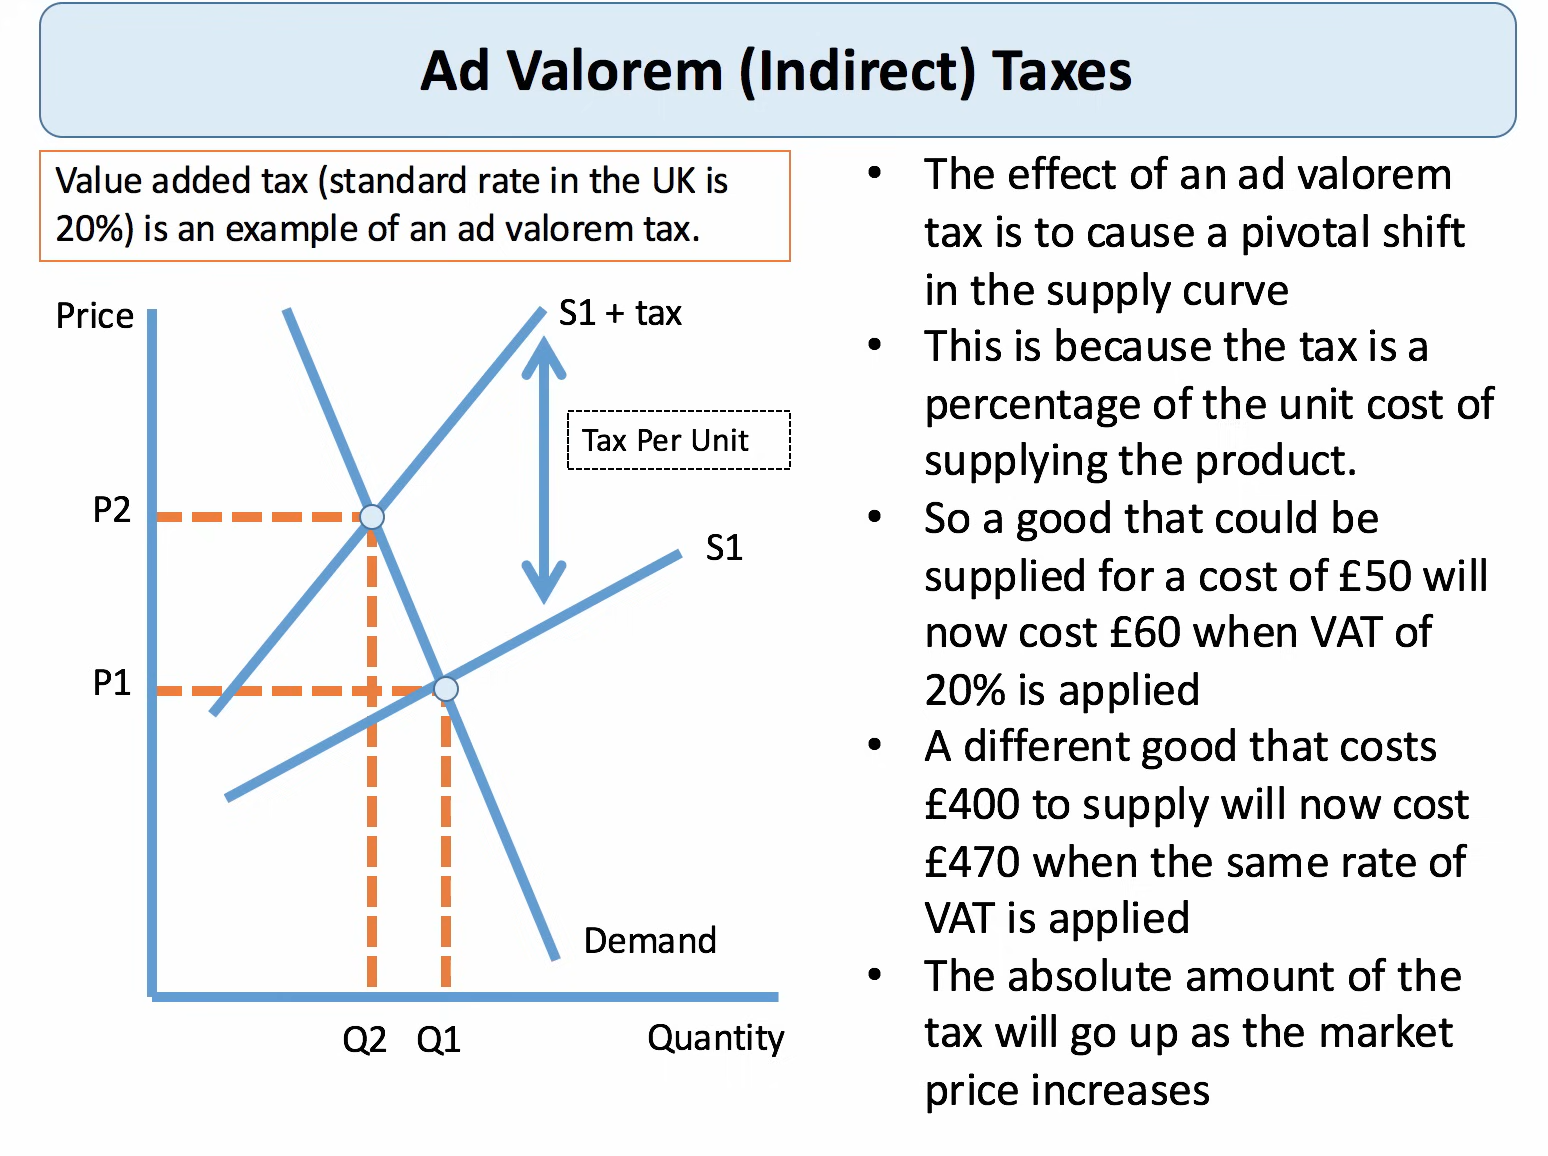 Ad Valorem (Indirect) Taxes
Value added tax (standard rate in the UK is
20%) is an example of an ad valorem tax.
Price
S1 + tax
Tax Per Unit
P2
S1
P1
Demand
Q2
Q1
Quantity
• The effect of an ad valorem
tax is to cause a pivotal shift
in the supply curve
• This is because the tax is a
percentage of the unit cost of
supplying the product.
• So a good that could be
supplied for a cost of £50 will
now cost £60 when VAT of
20% is applied
• A different good that costs
£400 to supply will now cost
£470 when the same rate of
VAT is applied
• The absolute amount of the
tax will go up as the market
price increases